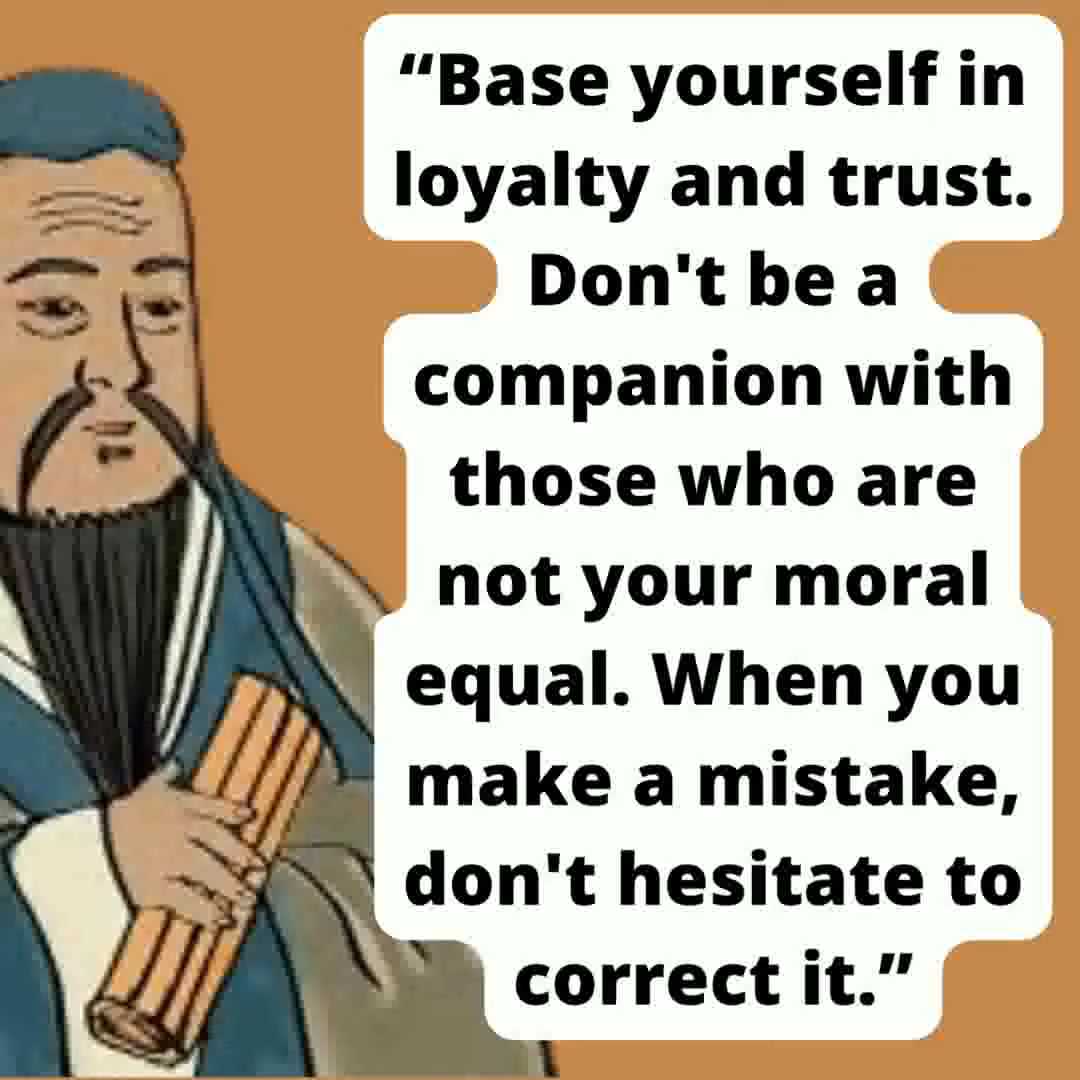 “Base yourself in
loyalty and trust.
Don't be a
companion with
those who are
not your moral
equal. When you
make a mistake,
don't hesitate to
correct it.”